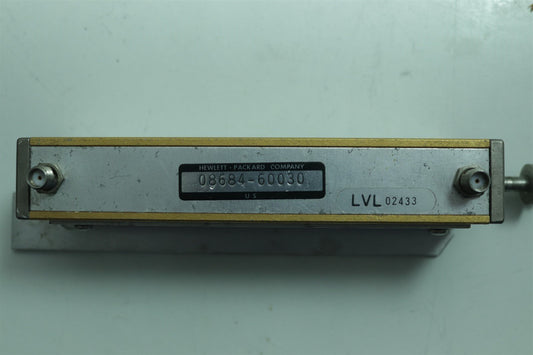 HEWLETT · PACKARD COMPANY
08684-60030
U S
LVL 02433